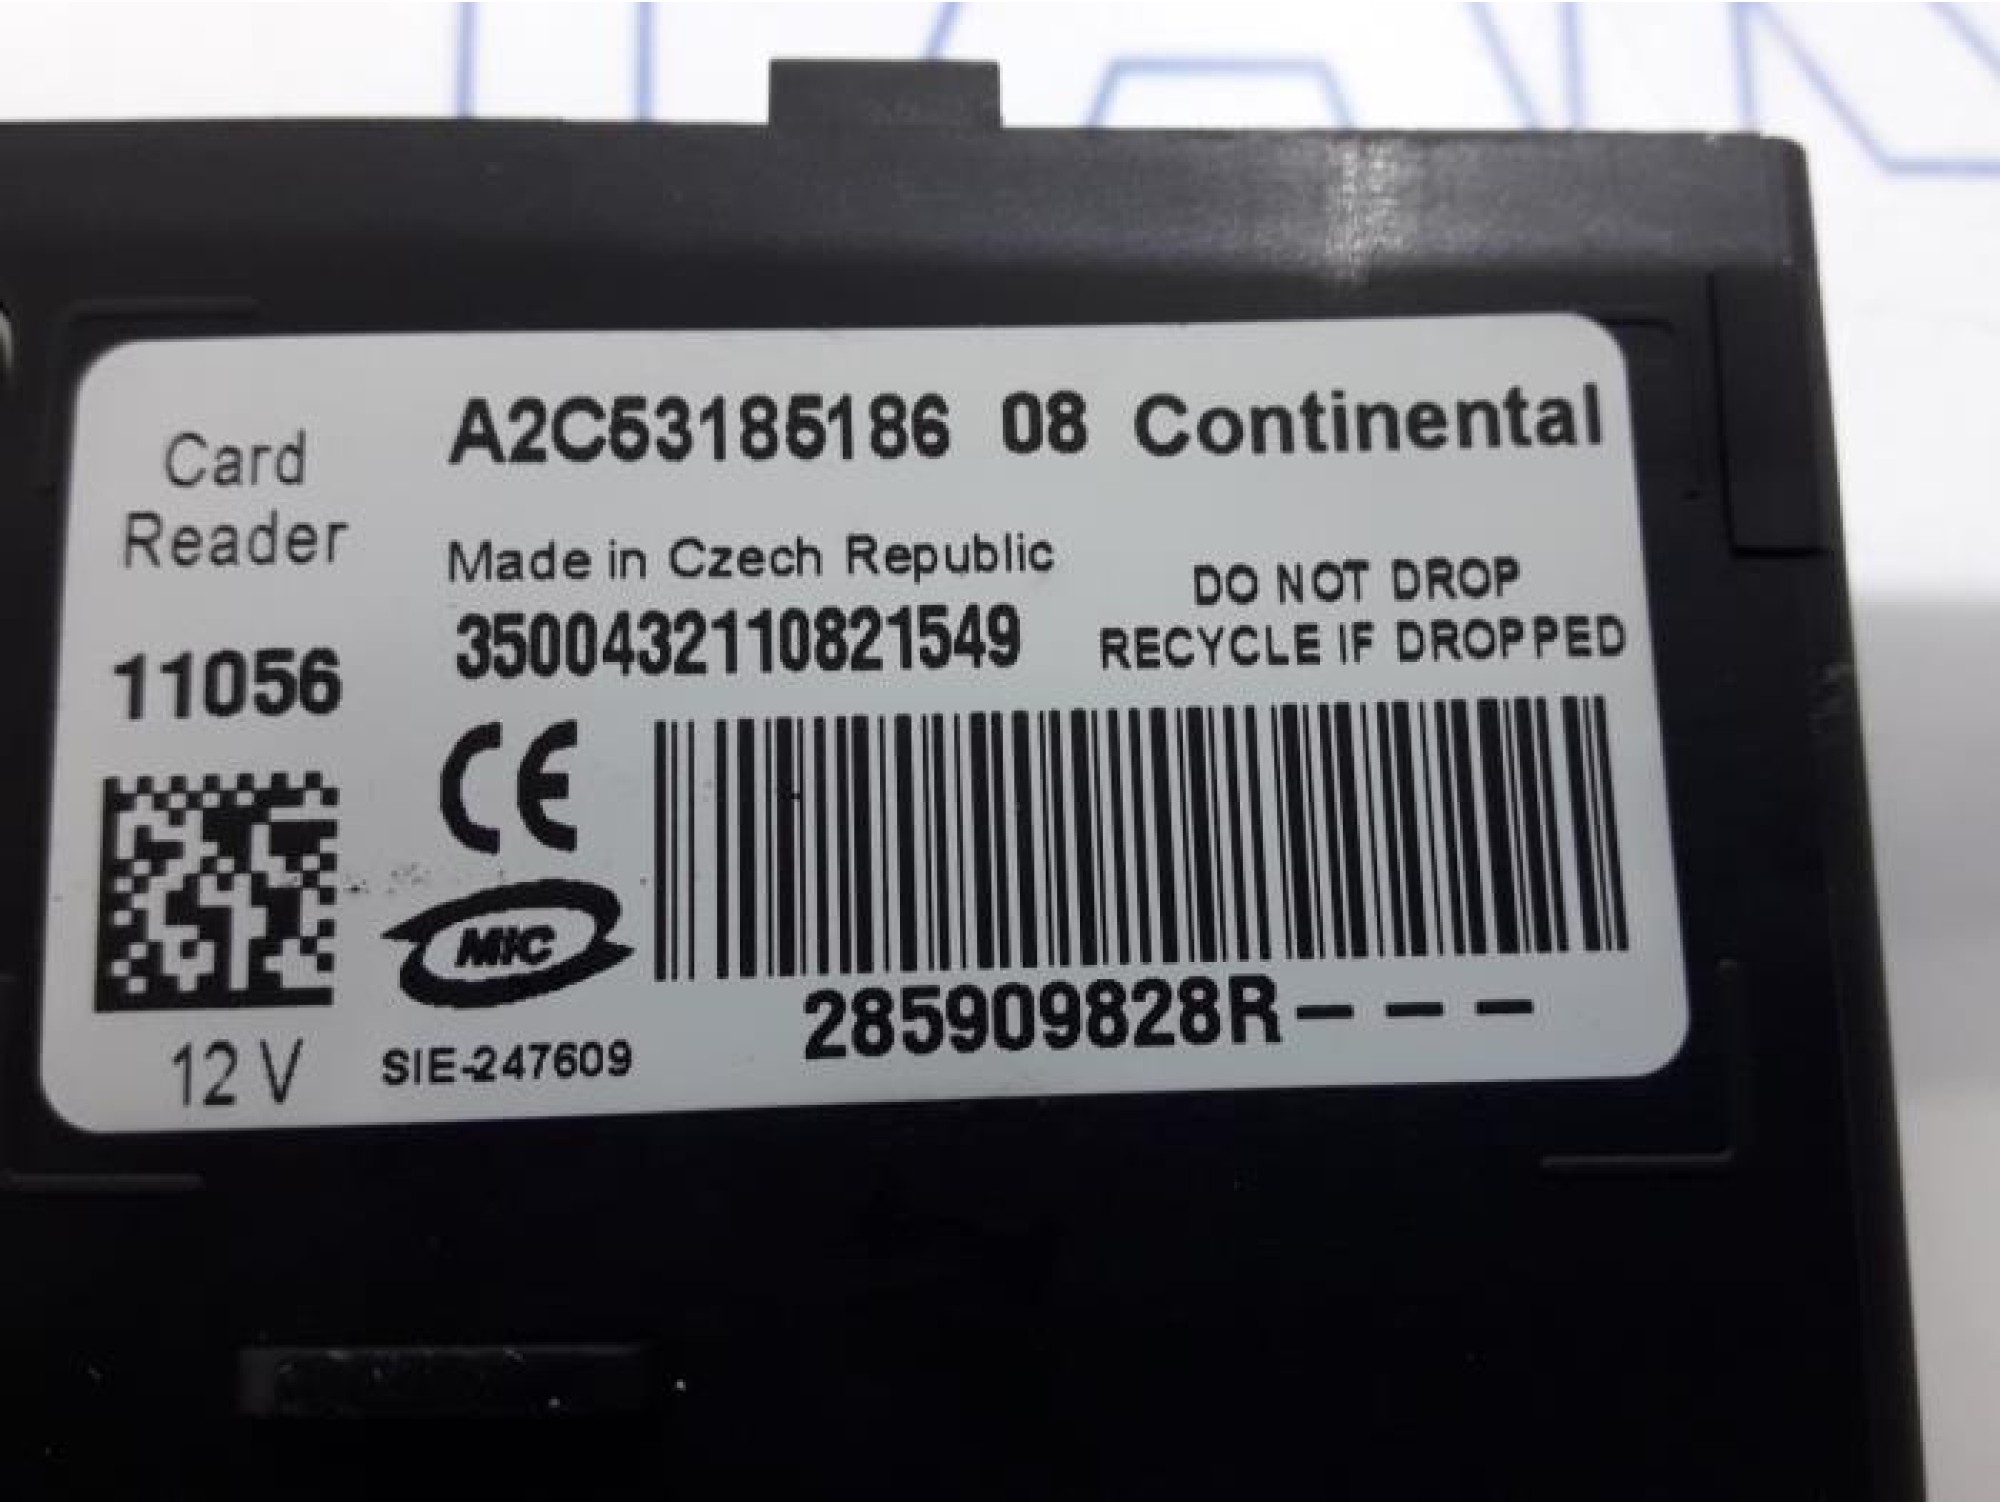 Card
Reader
11056
12 V
A2C53185186 08 Continental
Made in Czech Republic
3500432110821549
DO NOT DROP
RECYCLE IF DROPPED
CE
MIC
SIE-247609
285909828R---